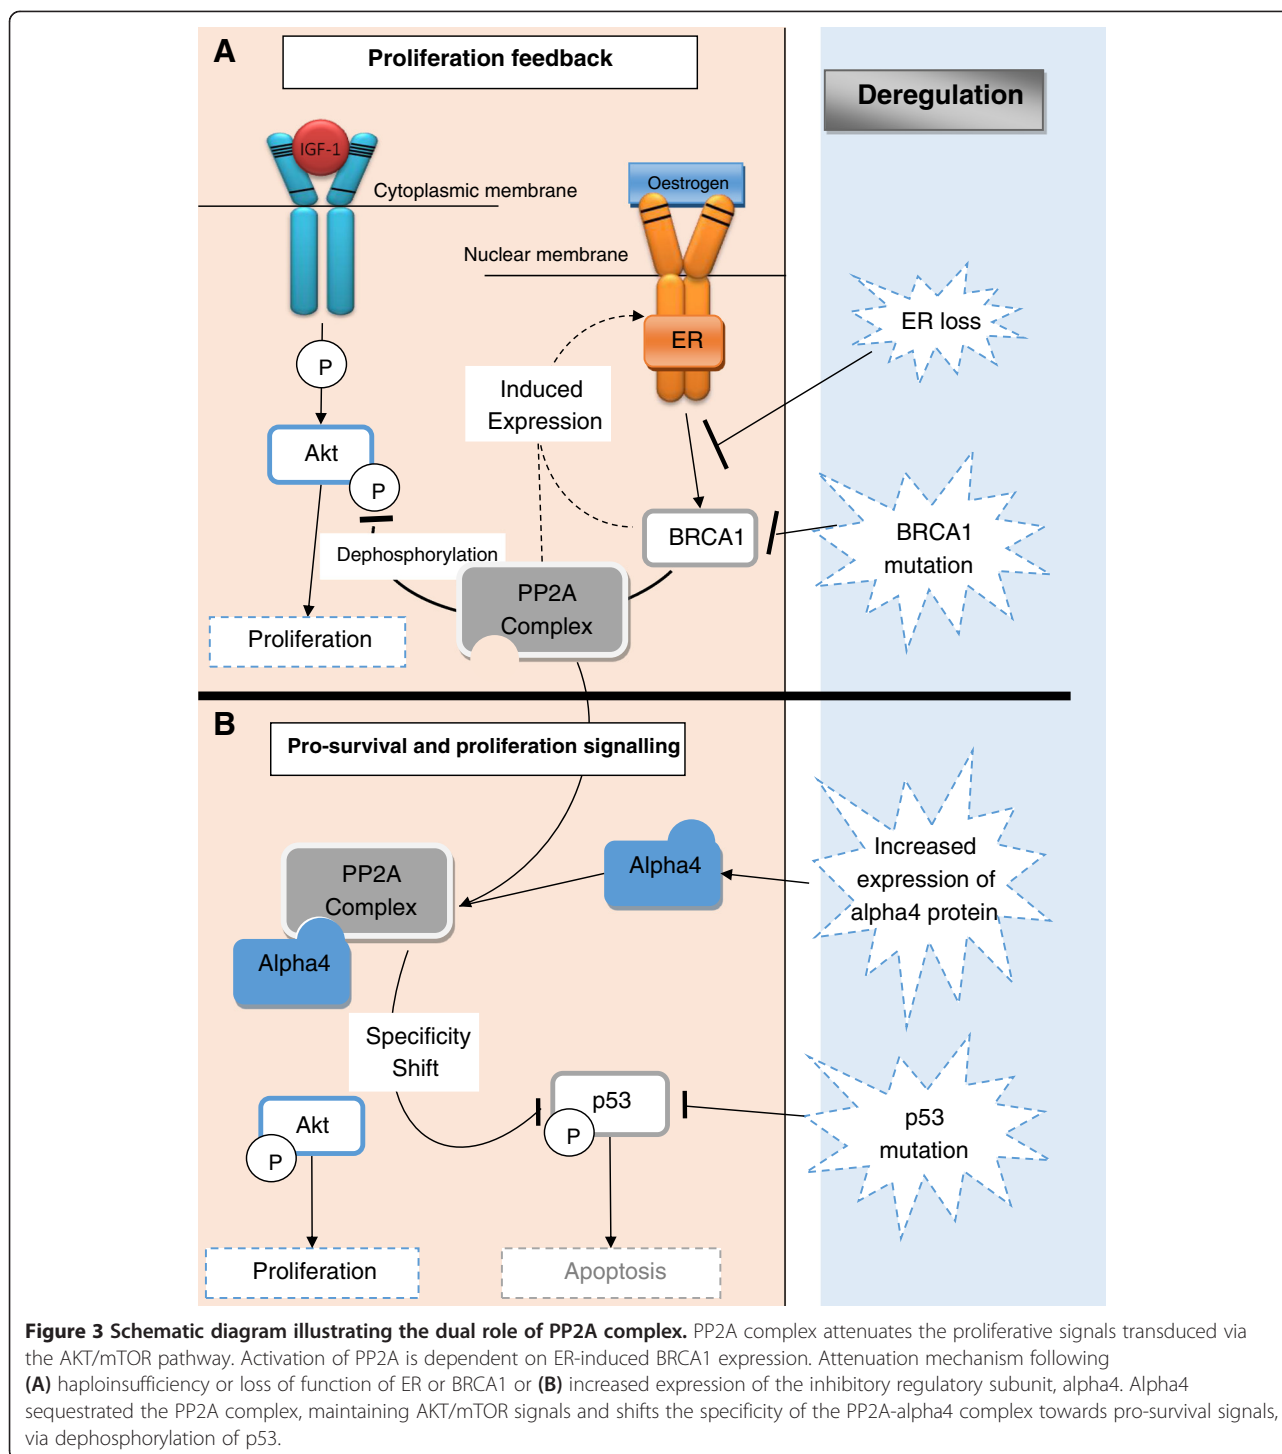 A
Proliferation feedback
Deregulation
IGF-1
Cytoplasmic membrane
Oestrogen
Nuclear membrane
ER
ER loss
P
Induced
Expression
Akt
P
BRCA1
BRCA1
mutation
Dephosphorylation
PP2A
Complex
Proliferation
B
Pro-survival and proliferation signalling
PP2A
Complex
Alpha4
Alpha4
Increased
expression of
alpha4 protein
Specificity
Shift
Akt
P
p53
P
p53
mutation
Proliferation
Apoptosis
Figure 3 Schematic diagram illustrating the dual role of PP2A complex. PP2A complex attenuates the proliferative signals transduced via
the AKT/mTOR pathway. Activation of PP2A is dependent on ER-induced BRCA1 expression. Attenuation mechanism following
(A) haploinsufficiency or loss of function of ER or BRCA1 or (B) increased expression of the inhibitory regulatory subunit, alpha4. Alpha4
sequestrated the PP2A complex, maintaining AKT/mTOR signals and shifts the specificity of the PP2A-alpha4 complex towards pro-survival signals,
via dephosphorylation of p53.